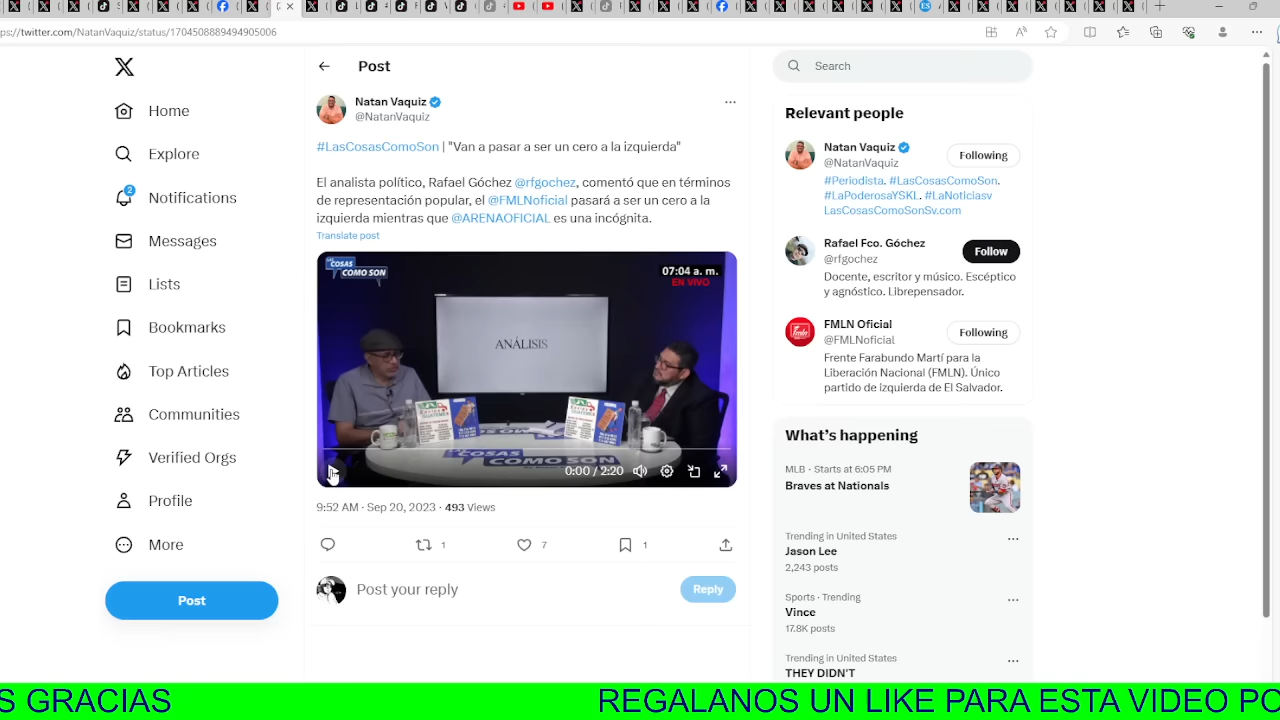 ps://twitter.com/NatanVaquiz/status/1704508889494905006
Home
Explore
2
Notifications
Messages
Lists
Bookmarks
Top Articles
Communities
Verified Orgs
Profile
More
Post
Post
Natan Vaquiz
@NatanVaquiz
#LasCosasComoSon | "Van a pasar a ser un cero a la izquierda"
El analista político, Rafael Góchez @rfgochez, comentó que en términos
de representación popular, el @FMLNoficial pasará a ser un cero a la
izquierda mientras que @ARENAOFICIAL es una incógnita.
Translate post
LAS COSAS
COMO SON
07:04 a. m.
EN VIVO
ANÁLISIS
COSAS COMO SON
0:00 / 2:20
9:52 AM · Sep 20, 2023 · 493 Views
1
7
1
Post your reply
Reply
Search
Relevant people
Natan Vaquiz
@NatanVaquiz
Following
#Periodista. #LasCosasComoSon.
#LaPoderosaYSKL. #LaNoticiasv
LasCosasComoSonSv.com
Rafael Fco. Góchez
@rfgochez
Follow
Docente, escritor y músico. Escéptico
y agnóstico. Librepensador.
FMLN Oficial
@FMLNoficial
Following
Frente Farabundo Martí para la
Liberación Nacional (FMLN). Único
partido de izquierda de El Salvador.
What's happening
MLB · Starts at 6:05 PM
Braves at Nationals
Trending in United States
Jason Lee
2,243 posts
Sports · Trending
Vince
17.8K posts
Trending in United States
THEY DIDN'T
S GRACIAS REGALANOS UN LIKE PARA ESTA VIDEO PO